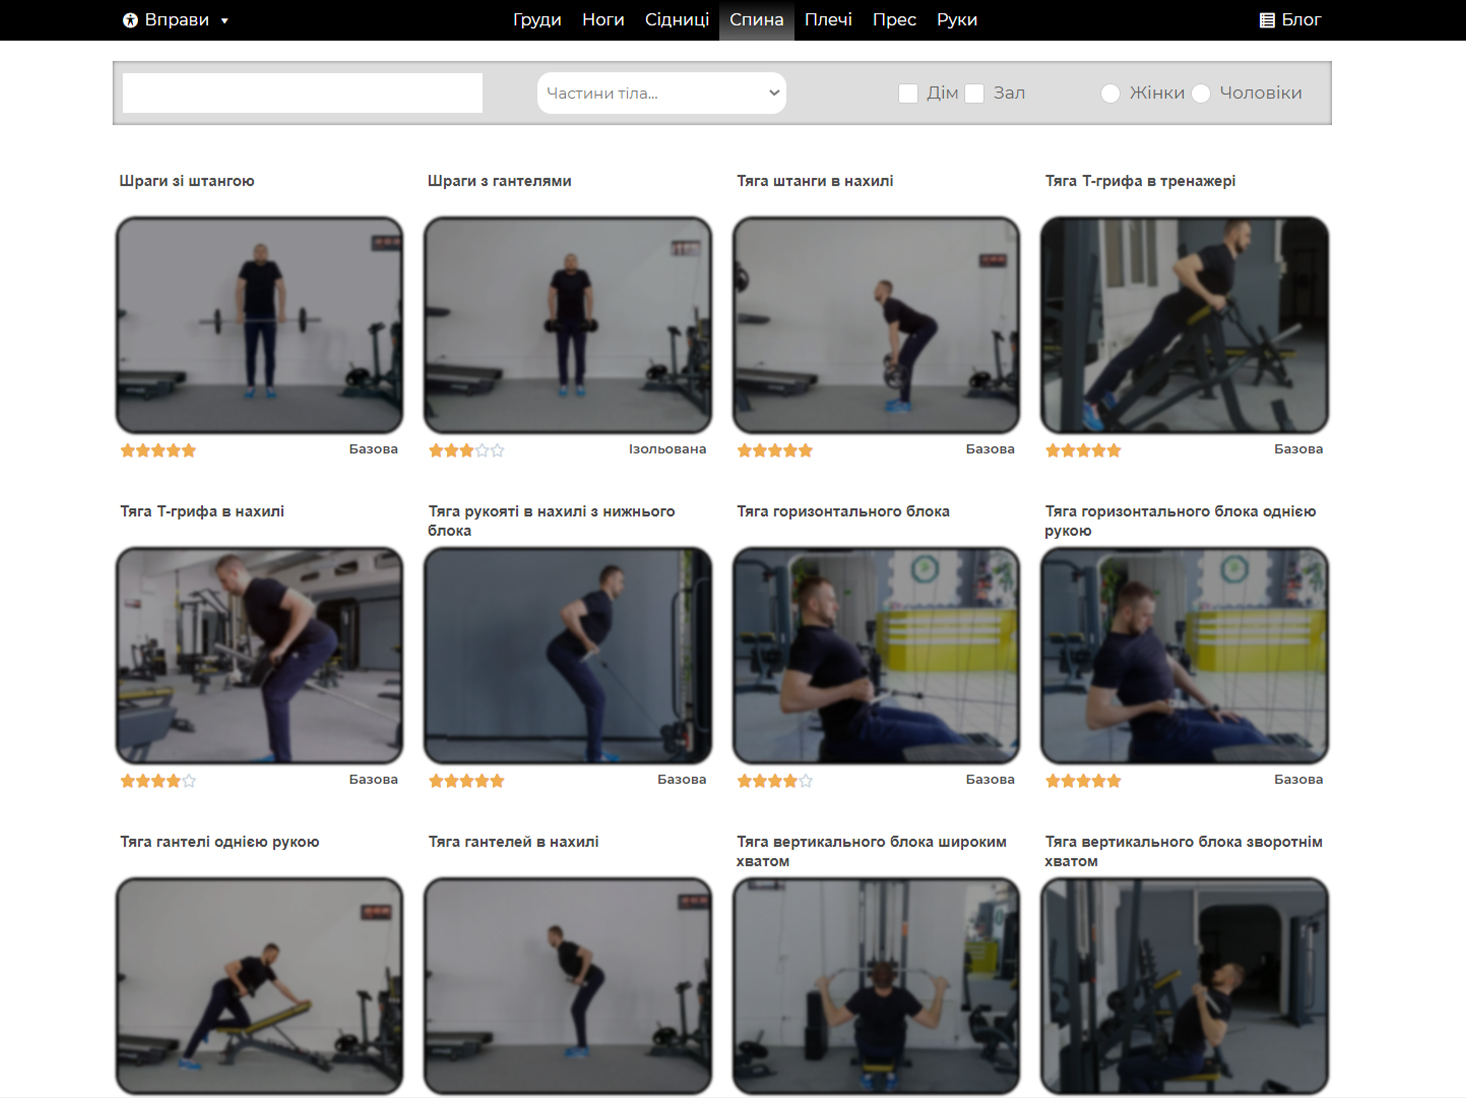 Вправи
Груди Ноги Сідниці Спина Плечі Прес Руки
Блог
Частини тіла...
Дім Зал
Жінки Чоловіки
Шраги зі штангою
Шраги з гантелями
Тяга штанги в нахилі
Тяга Т-грифа в тренажері
Базова
Ізольована
Базова
Базова
Тяга Т-грифа в нахилі
Тяга рукояті в нахилі з нижнього
блока
Тяга горизонтального блока
Тяга горизонтального блока однією
рукою
Базова
Базова
Базова
Базова
Тяга гантелі однією рукою
Тяга гантелей в нахилі
Тяга вертикального блока широким
хватом
Тяга вертикального блока зворотнім
хватом